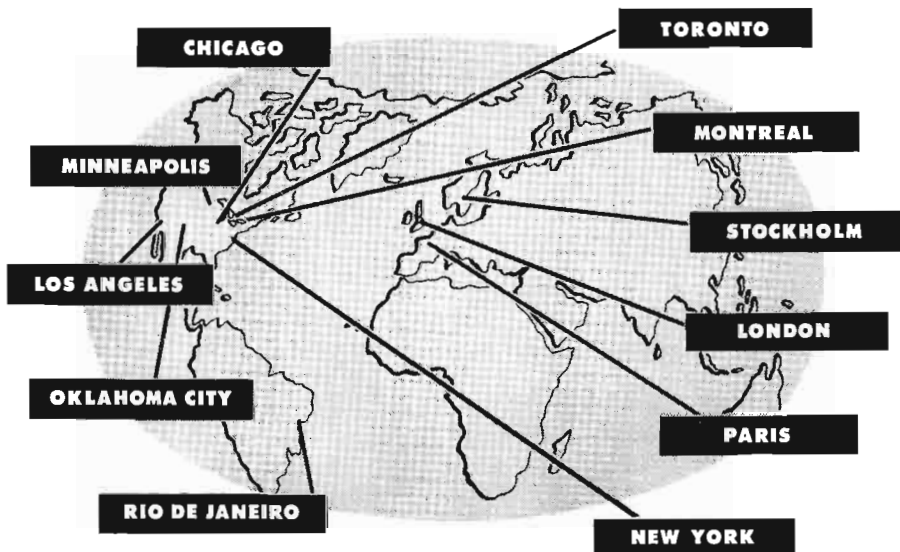 CHICAGO
TORONTO
MINNEAPOLIS
MONTREAL
STOCKHOLM
LOS ANGELES
LONDON
OKLAHOMA CITY
PARIS
RIO DE JANEIRO
NEW YORK